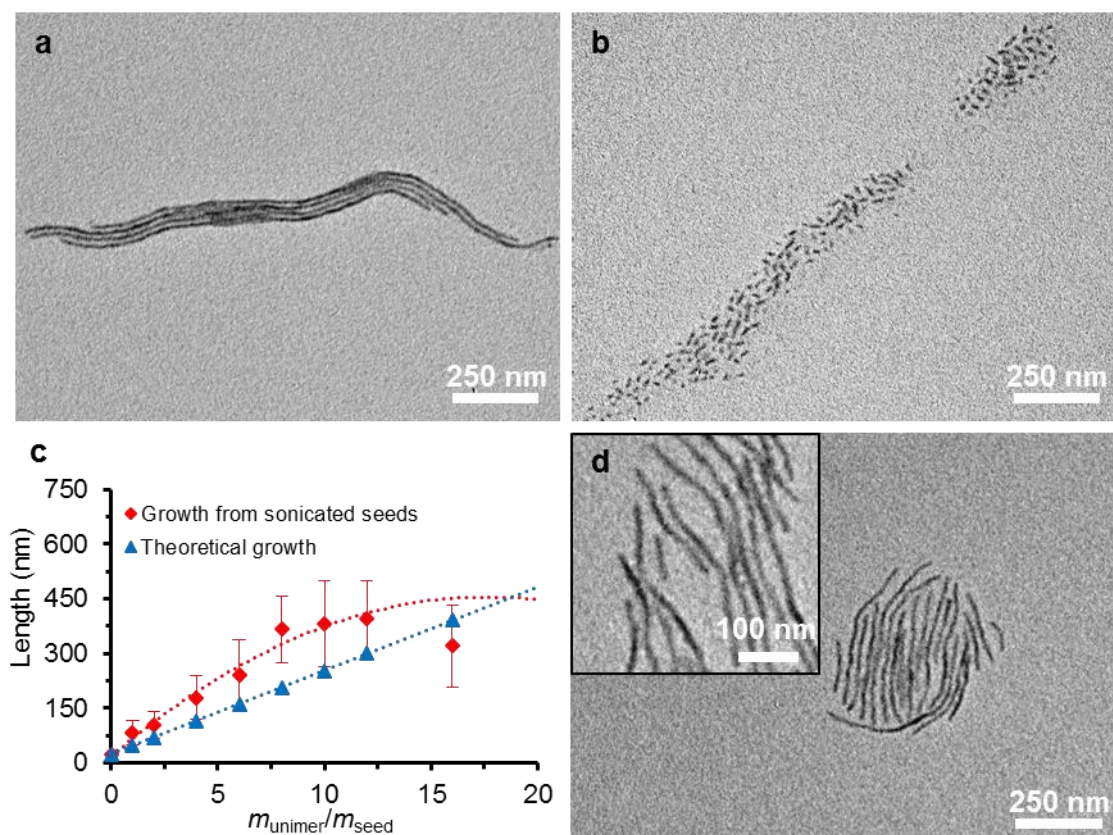 a
250 nm
b
250 nm
c
750
600
450
300
150
0
Length (nm)
Growth from sonicated seeds
Theoretical growth
0
5
10
15
20
m_unimer/m_seed
d
100 nm
250 nm